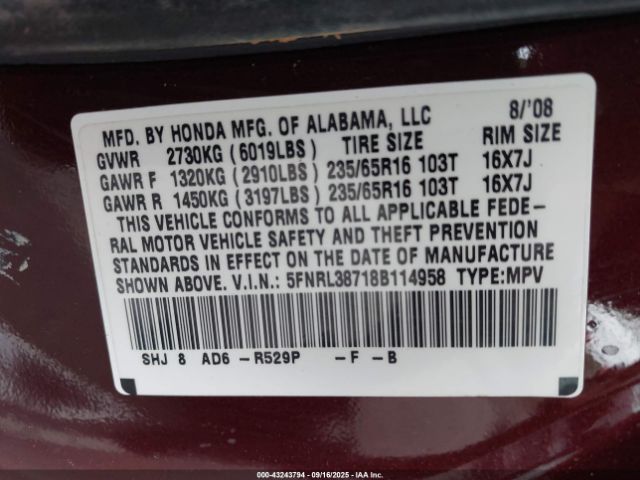 MFD. BY HONDA MFG. OF ALABAMA, LLC 8/'08
GVWR 2730KG (6019LBS) TIRE SIZE RIM SIZE
GAWR F 1320KG (2910LBS) 235/65R16 103T 16X7J
GAWR R 1450KG (3197LBS) 235/65R16 103T 16X7J
THIS VEHICLE CONFORMS TO ALL APPLICABLE FEDE-
RAL MOTOR VEHICLE SAFETY AND THEFT PREVENTION
STANDARDS IN EFFECT ON THE DATE OF MANUFACTURE
SHOWN ABOVE. V.I.N.: 5FNRL38718B114958 TYPE:MPV
SHJ 8 AD6 -R529P -F -B
000-43243794 - 09/16/2025 - IAA Inc.